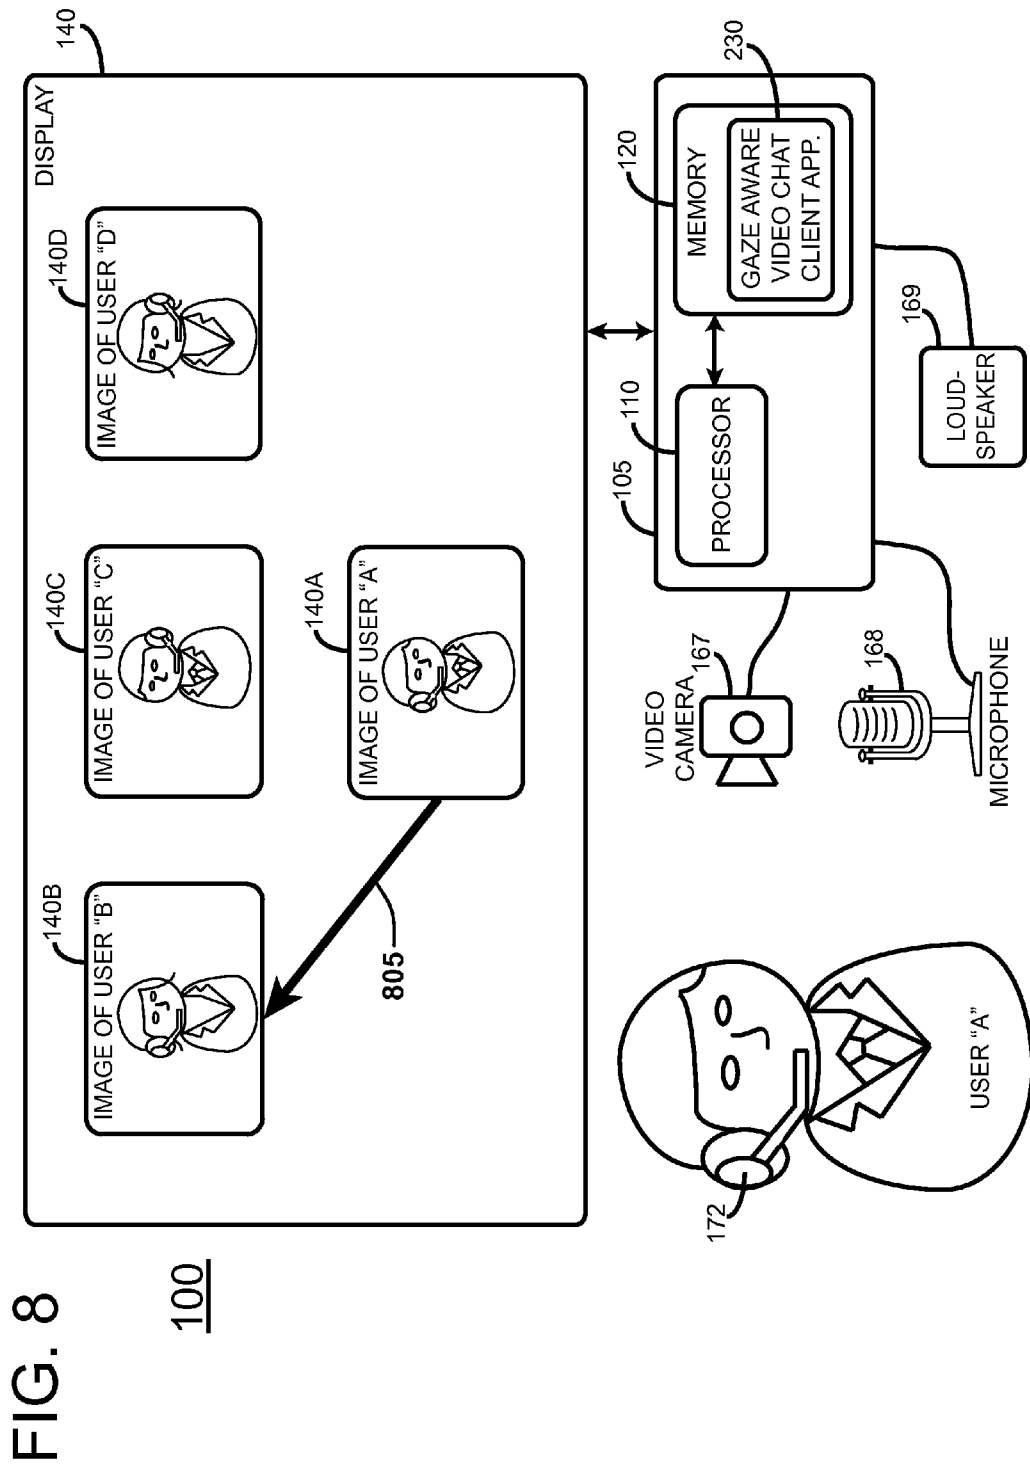 FIG. 8
100
140
DISPLAY
140B
IMAGE OF USER "B"
140C
IMAGE OF USER "C"
140D
IMAGE OF USER "D"
140A
IMAGE OF USER "A"
805
172
USER "A"
VIDEO
CAMERA
167
168
MICROPHONE
105
110
PROCESSOR
120
MEMORY
230
GAZE AWARE
VIDEO CHAT
CLIENT APP.
169
LOUD-
SPEAKER